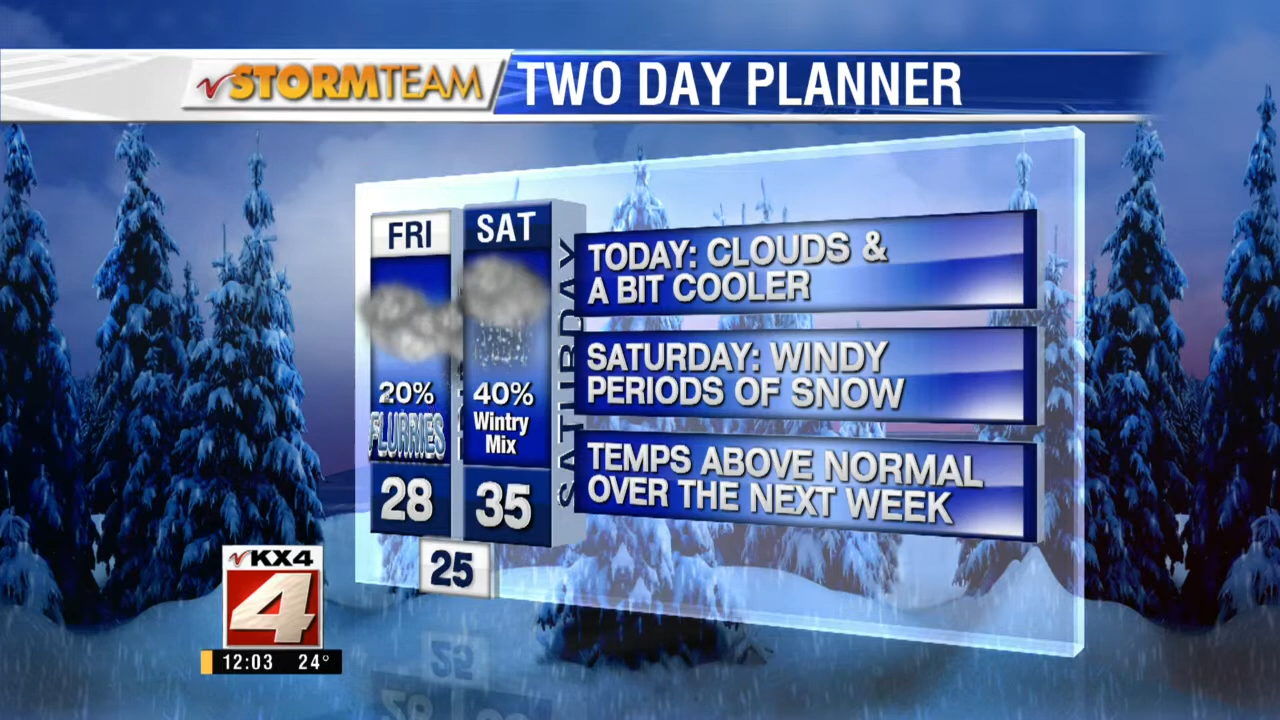 STORMTEAM
TWO DAY PLANNER
FRI
SAT
20%
FLURRIES
28
40%
Wintry
Mix
35
SATURDAY
25
TODAY: CLOUDS &
A BIT COOLER
SATURDAY: WINDY
PERIODS OF SNOW
TEMPS ABOVE NORMAL
OVER THE NEXT WEEK
KX4
4
12:03 24°